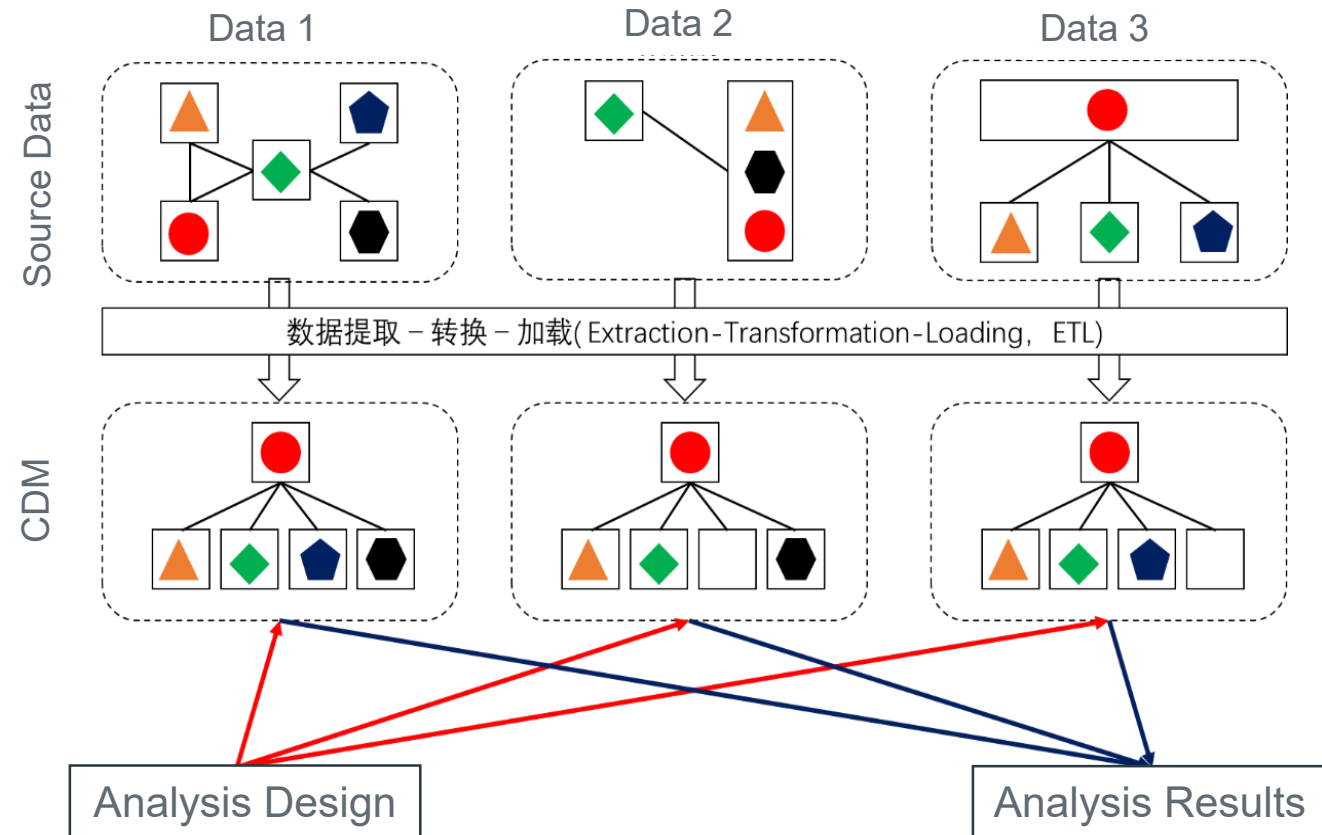 Data 1
Data 2
Data 3
Source Data
数据提取－转换－加载(Extraction-Transformation-Loading, ETL)
CDM
Analysis Design
Analysis Results